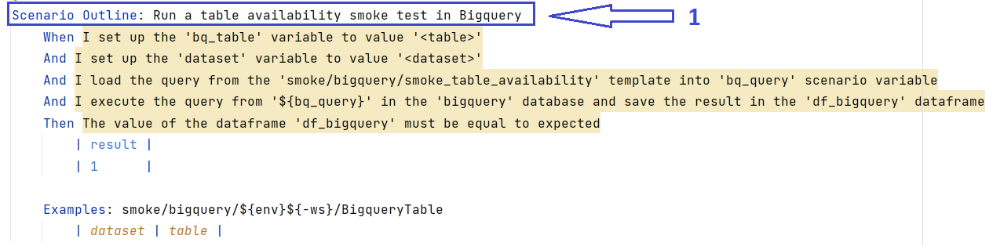 Scenario Outline: Run a table availability smoke test in Bigquery 1
When I set up the 'bq_table' variable to value '<table>'
And I set up the 'dataset' variable to value '<dataset>'
And I load the query from the 'smoke/bigquery/smoke_table_availability' template into 'bq_query' scenario variable
And I execute the query from '${bq_query}' in the 'bigquery' database and save the result in the 'df_bigquery' dataframe
Then The value of the dataframe 'df_bigquery' must be equal to expected
| result |
| 1 |
Examples: smoke/bigquery/${env}${-ws}/BigqueryTable
| dataset | table |